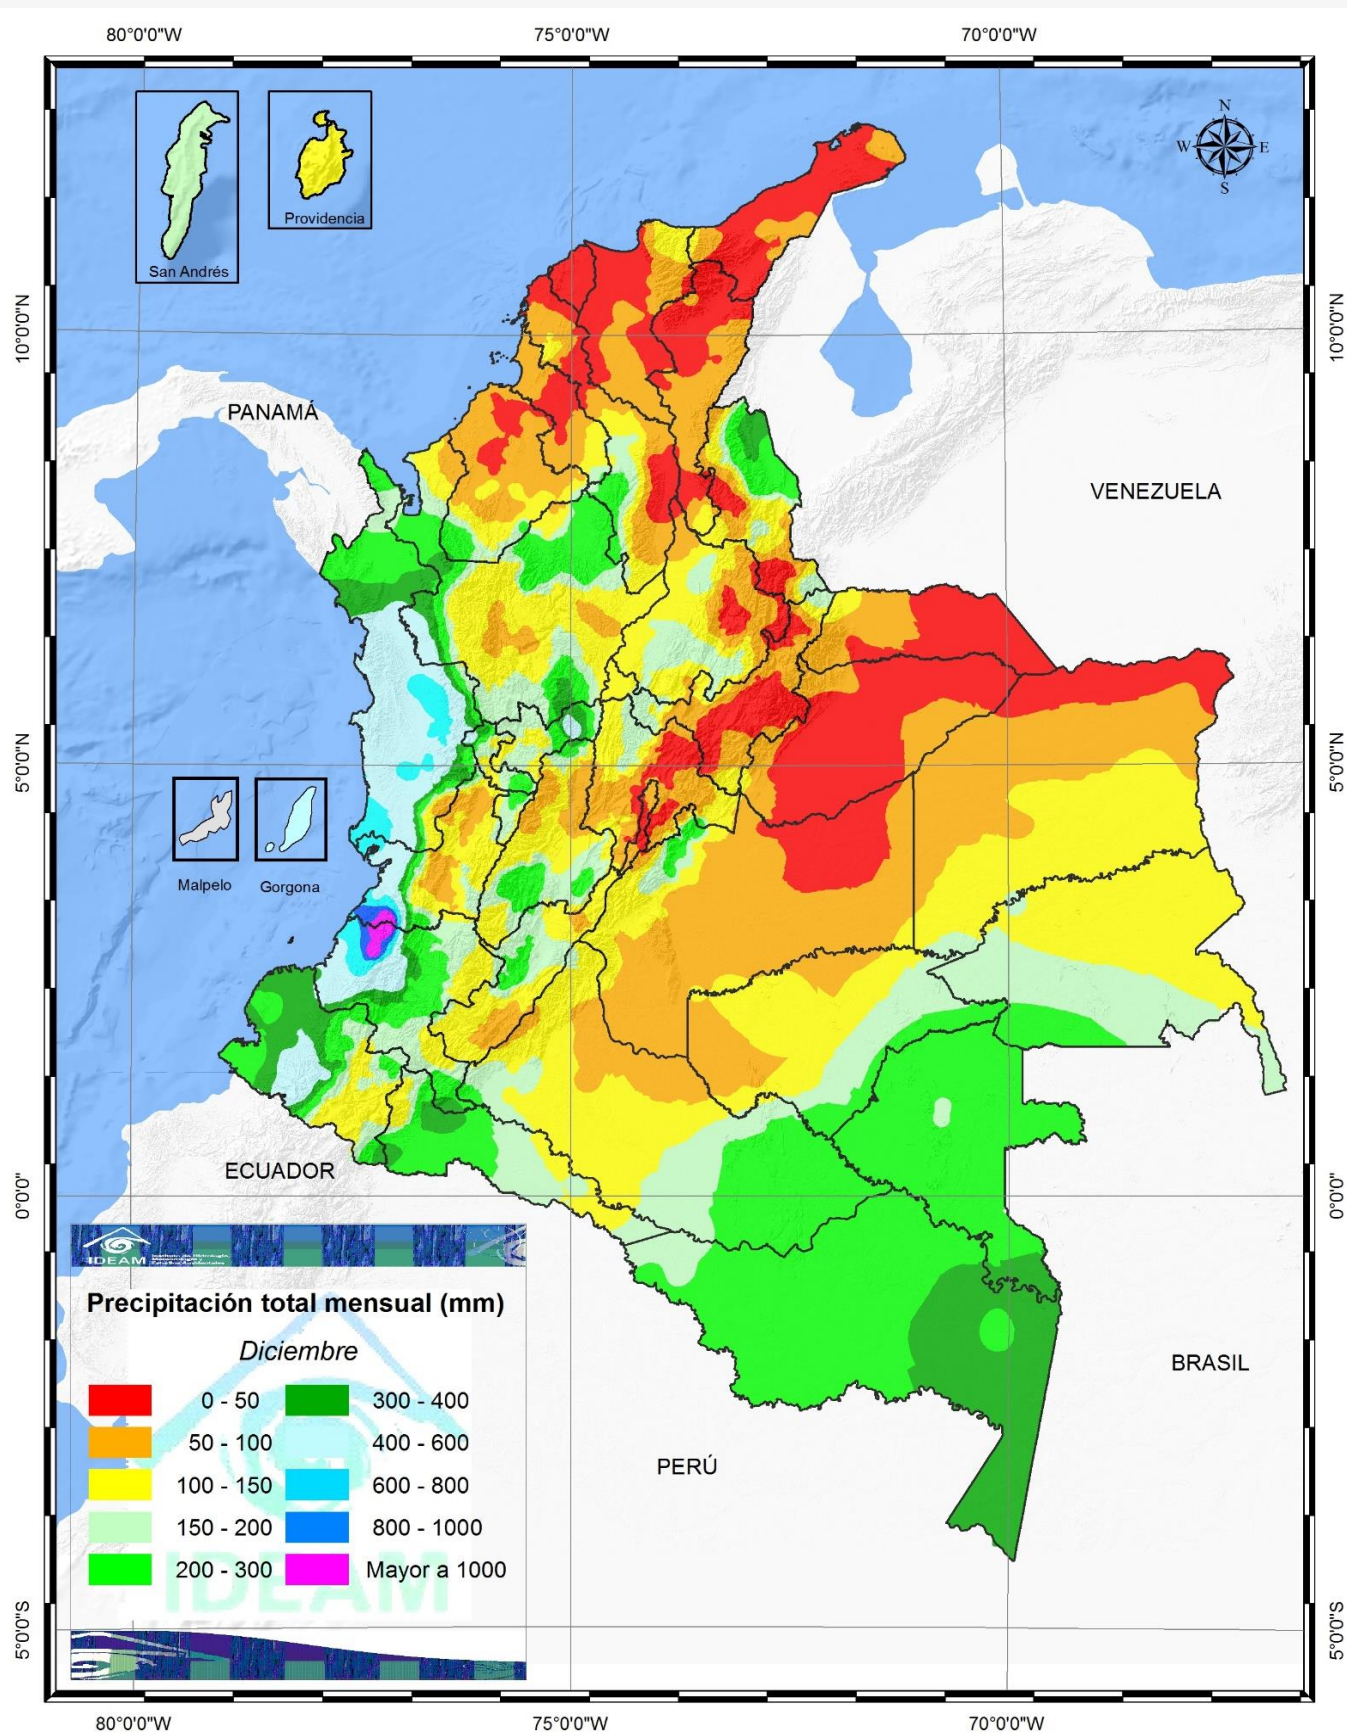 80°0'0"W 75°0'0"W 70°0'0"W
N
W E
S
San Andrés
Providencia
10°0'0"N 10°0'0"N
PANAMÁ
VENEZUELA
5°0'0"N 5°0'0"N
Malpelo Gorgona
ECUADOR
0°0'0" 0°0'0"
IDEAM
Precipitación total mensual (mm)
Diciembre
0 - 50 300 - 400
50 - 100 400 - 600
100 - 150 600 - 800
150 - 200 800 - 1000
200 - 300 Mayor a 1000
IDEAM
BRASIL
PERÚ
5°0'0"S 5°0'0"S
80°0'0"W 75°0'0"W 70°0'0"W